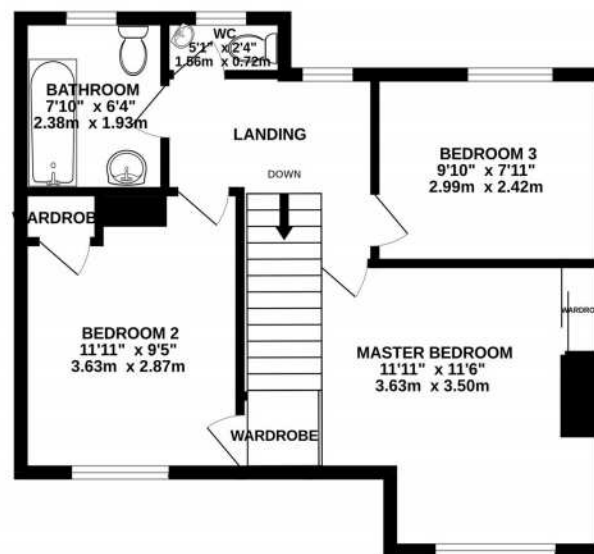 WC
5'1" x 2'4"
1.56m x 0.72m
BATHROOM
7'10" x 6'4"
2.38m x 1.93m
LANDING
DOWN
BEDROOM 3
9'10" x 7'11"
2.99m x 2.42m
WARDROBE
WARDRO
BEDROOM 2
11'11" x 9'5"
3.63m x 2.87m
MASTER BEDROOM
11'11" x 11'6"
3.63m x 3.50m
WARDROBE